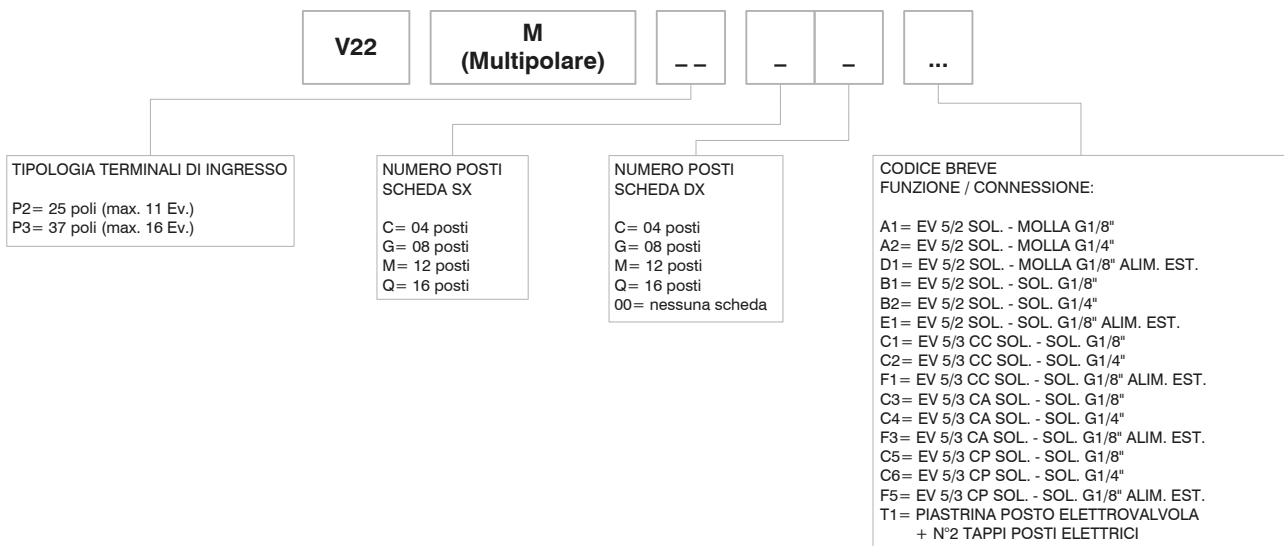 V22
M
(Multipolare)
_ _
_
_
...
TIPOLOGIA TERMINALI DI INGRESSO
P2= 25 poli (max. 11 Ev.)
P3= 37 poli (max. 16 Ev.)
NUMERO POSTI
SCHEDA SX
C= 04 posti
G= 08 posti
M= 12 posti
Q= 16 posti
NUMERO POSTI
SCHEDA DX
C= 04 posti
G= 08 posti
M= 12 posti
Q= 16 posti
00= nessuna scheda
CODICE BREVE
FUNZIONE / CONNESSIONE:
A1= EV 5/2 SOL. - MOLLA G1/8"
A2= EV 5/2 SOL. - MOLLA G1/4"
D1= EV 5/2 SOL. - MOLLA G1/8" ALIM. EST.
B1= EV 5/2 SOL. - SOL. G1/8"
B2= EV 5/2 SOL. - SOL. G1/4"
E1= EV 5/2 SOL. - SOL. G1/8" ALIM. EST.
C1= EV 5/3 CC SOL. - SOL. G1/8"
C2= EV 5/3 CC SOL. - SOL. G1/4"
F1= EV 5/3 CC SOL. - SOL. G1/8" ALIM. EST.
C3= EV 5/3 CA SOL. - SOL. G1/8"
C4= EV 5/3 CA SOL. - SOL. G1/4"
F3= EV 5/3 CA SOL. - SOL. G1/8" ALIM. EST.
C5= EV 5/3 CP SOL. - SOL. G1/8"
C6= EV 5/3 CP SOL. - SOL. G1/4"
F5= EV 5/3 CP SOL. - SOL. G1/8" ALIM. EST.
T1= PIASTRINA POSTO ELETTROVALVOLA
+ N°2 TAPPI POSTI ELETTRICI